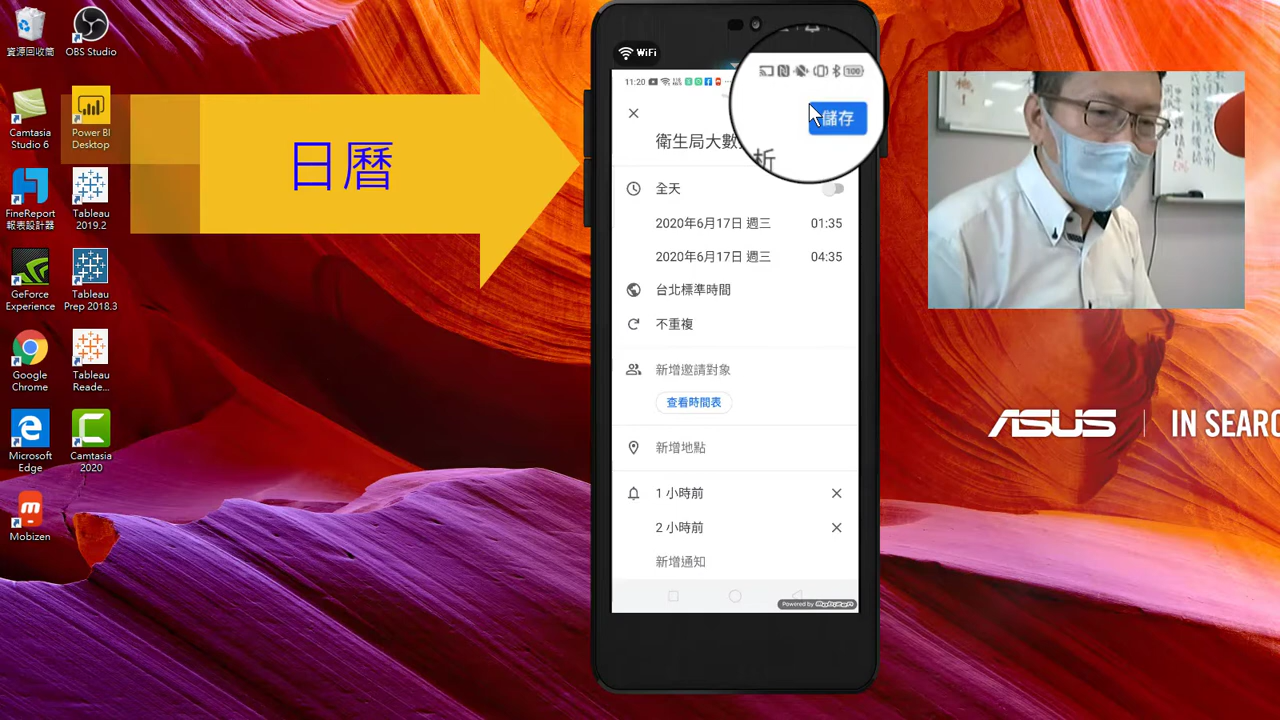 資源回收筒
OBS Studio
Camtasia
Studio 6
Power BI
Desktop
FineReport
報表設計器
Tableau
2019.2
GeForce
Experience
Tableau
Prep 2018.3
Google
Chrome
Tableau
Reade...
Microsoft
Edge
Camtasia
2020
Mobizen
日曆
WiFi
11:20
100
儲存
衛生局大數
析
全天
2020年6月17日 週三 01:35
2020年6月17日 週三 04:35
台北標準時間
不重複
新增邀請對象
查看時間表
新增地點
1 小時前
2 小時前
新增通知
Powered by
ASUS
IN SEARC